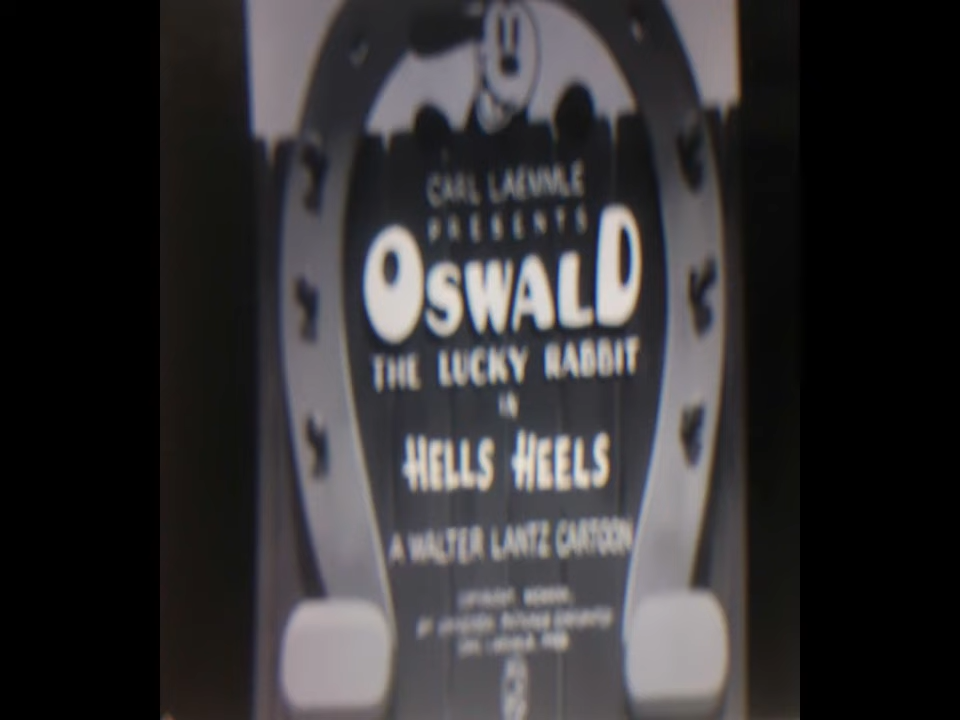 CARL LAEMMLE
PRESENTS
OSWALD
THE LUCKY RABBIT
IN
HELLS HEELS
A WALTER LANTZ CARTOON